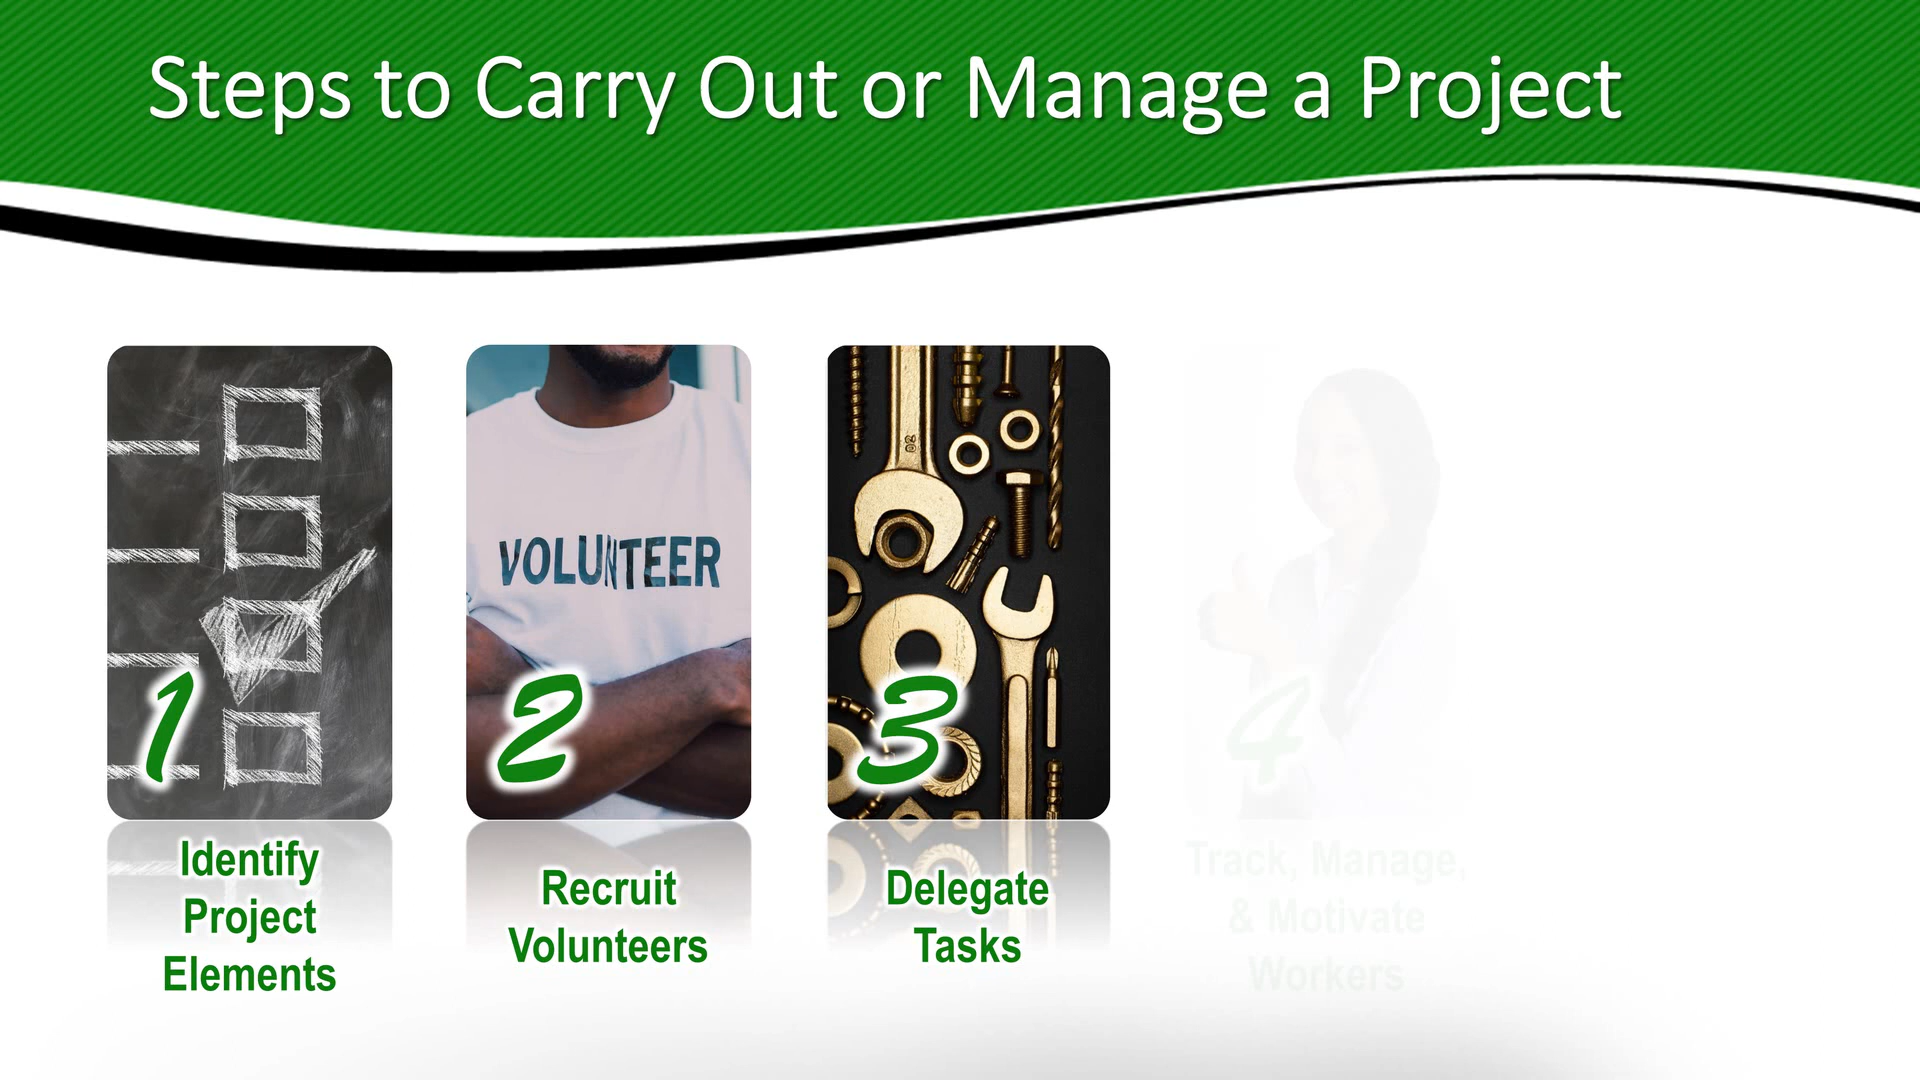 Steps to Carry Out or Manage a Project
VOLUNTEER
1
2
3
4
Identify
Project
Elements
Recruit
Volunteers
Delegate
Tasks
Track, Manage,
& Motivate
Workers